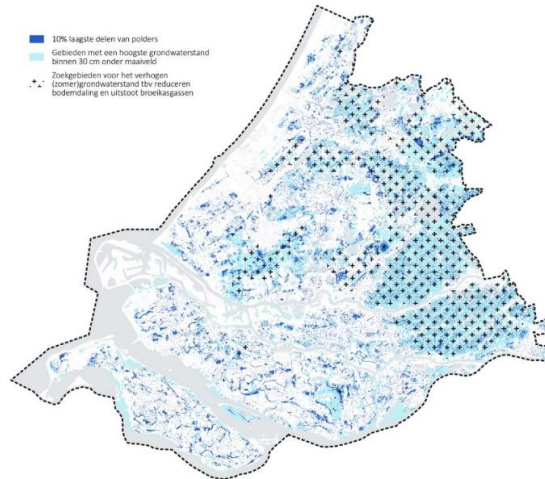 10% laagste delen van polders
Gebieden met een hoogste grondwaterstand
binnen 30 cm onder maaiveld
Zoekgebieden voor het verhogen
(zomer)grondwaterstand tbv reduceren
bodemdaling en uitstoot broeikasgassen